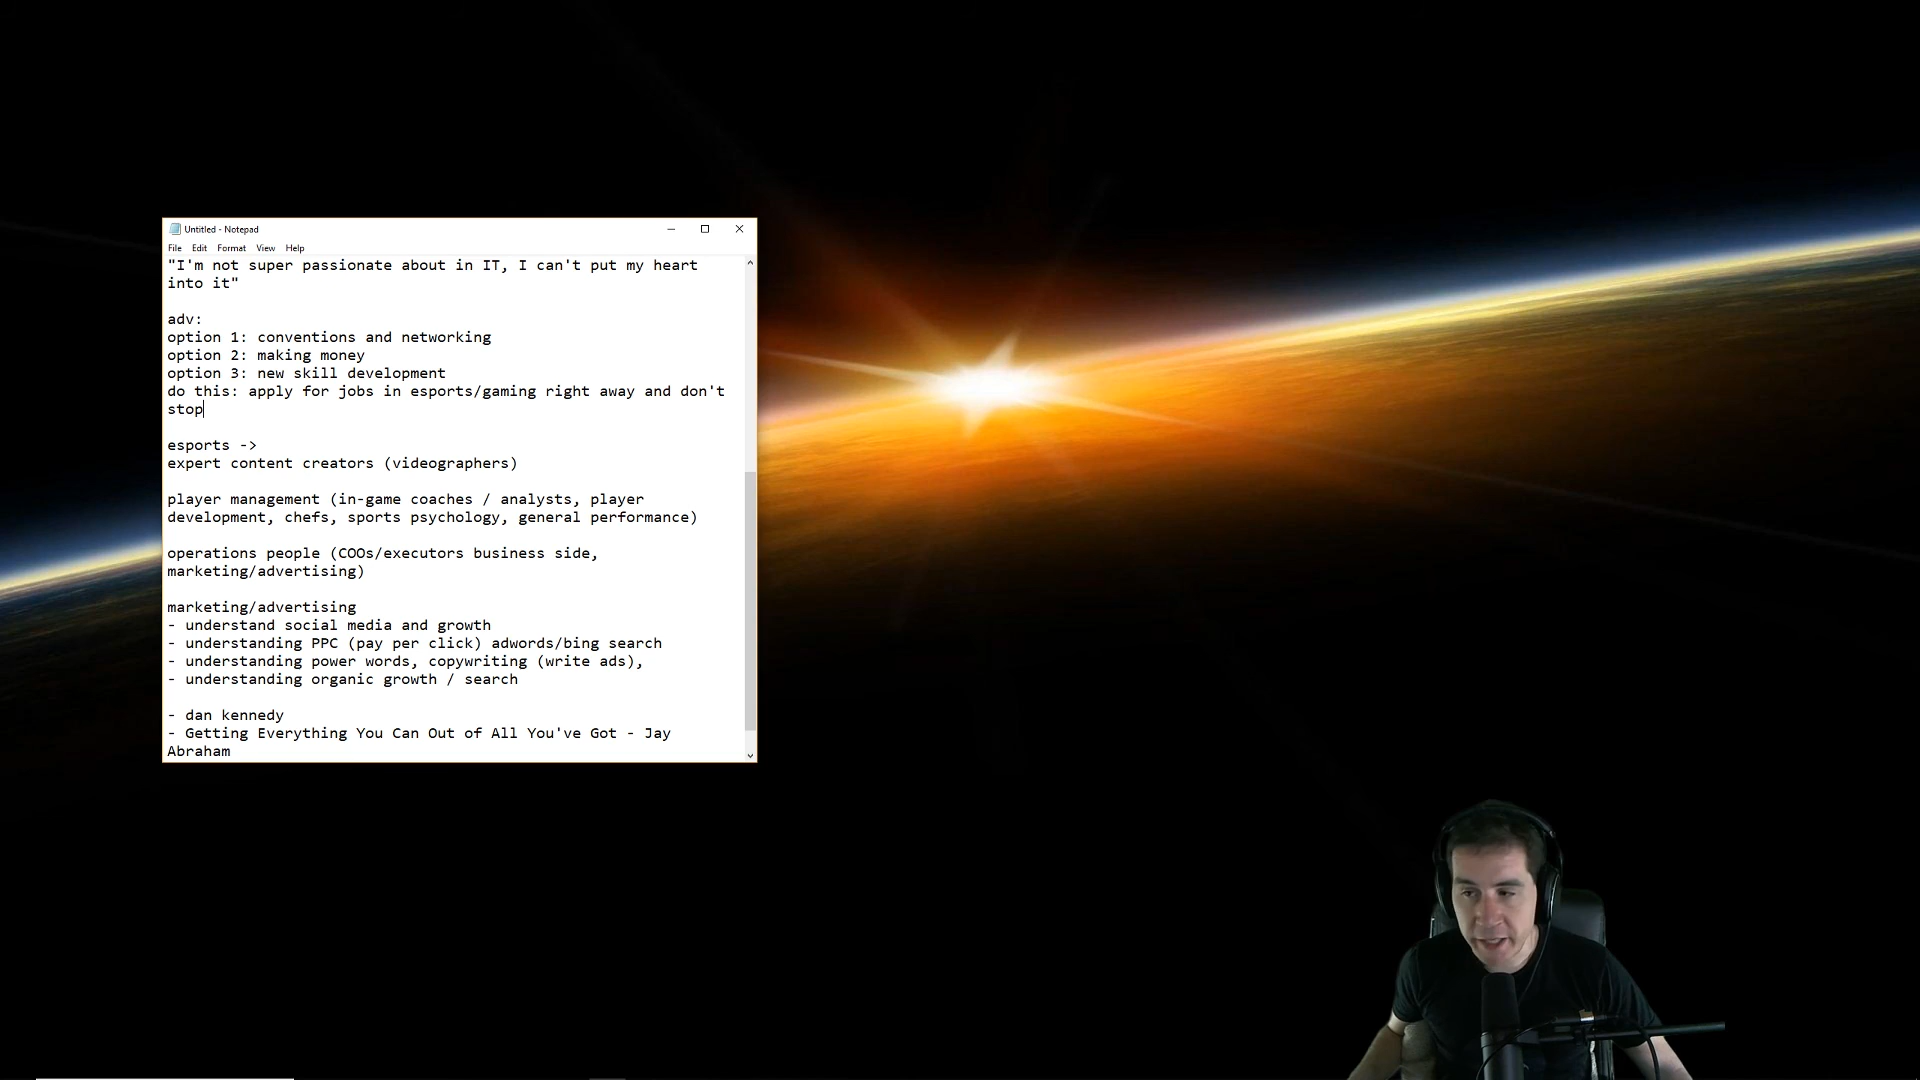 Untitled - Notepad
File Edit Format View Help
"I'm not super passionate about in IT, I can't put my heart
into it"
adv:
option 1: conventions and networking
option 2: making money
option 3: new skill development
do this: apply for jobs in esports/gaming right away and don't
stop
esports ->
expert content creators (videographers)
player management (in-game coaches / analysts, player
development, chefs, sports psychology, general performance)
operations people (COOs/executors business side,
marketing/advertising)
marketing/advertising
- understand social media and growth
- understanding PPC (pay per click) adwords/bing search
- understanding power words, copywriting (write ads),
- understanding organic growth / search
- dan kennedy
- Getting Everything You Can Out of All You've Got - Jay
Abraham